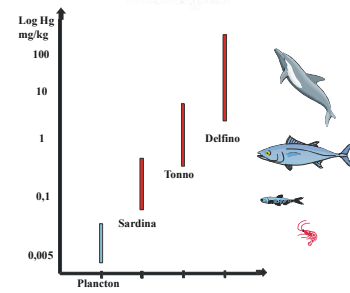 Log Hg
mg/kg
100
10
1
0,1
0,005
Delfino
Tonno
Sardina
Plancton